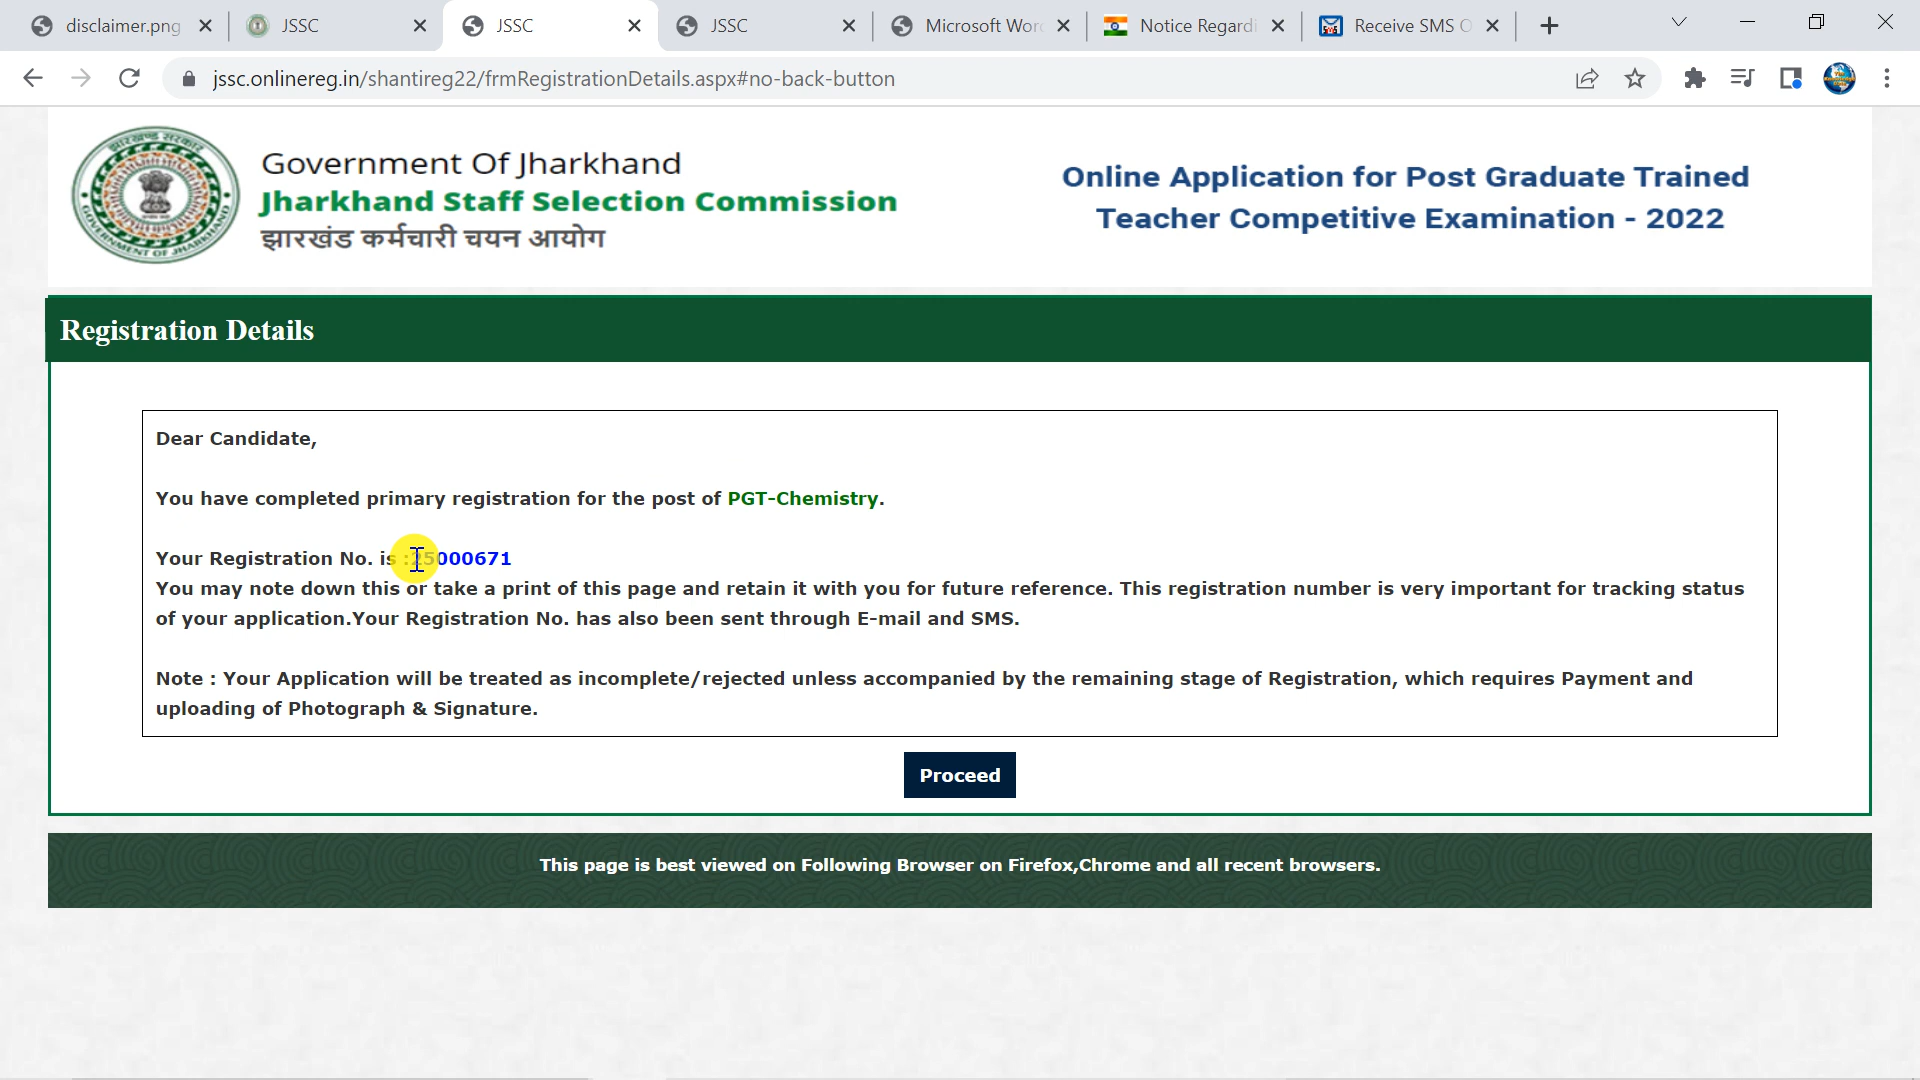 disclaimer.png
JSSC
JSSC
JSSC
Microsoft Wor
Notice Regardi
Receive SMS O
jssc.onlinereg.in/shantireg22/frmRegistrationDetails.aspx#no-back-button
Government Of Jharkhand
Jharkhand Staff Selection Commission
झारखंड कर्मचारी चयन आयोग
Online Application for Post Graduate Trained
Teacher Competitive Examination - 2022
Registration Details
Dear Candidate,
You have completed primary registration for the post of PGT-Chemistry.
Your Registration No. is :25000671
You may note down this or take a print of this page and retain it with you for future reference. This registration number is very important for tracking status
of your application.Your Registration No. has also been sent through E-mail and SMS.
Note : Your Application will be treated as incomplete/rejected unless accompanied by the remaining stage of Registration, which requires Payment and
uploading of Photograph & Signature.
Proceed
This page is best viewed on Following Browser on Firefox,Chrome and all recent browsers.